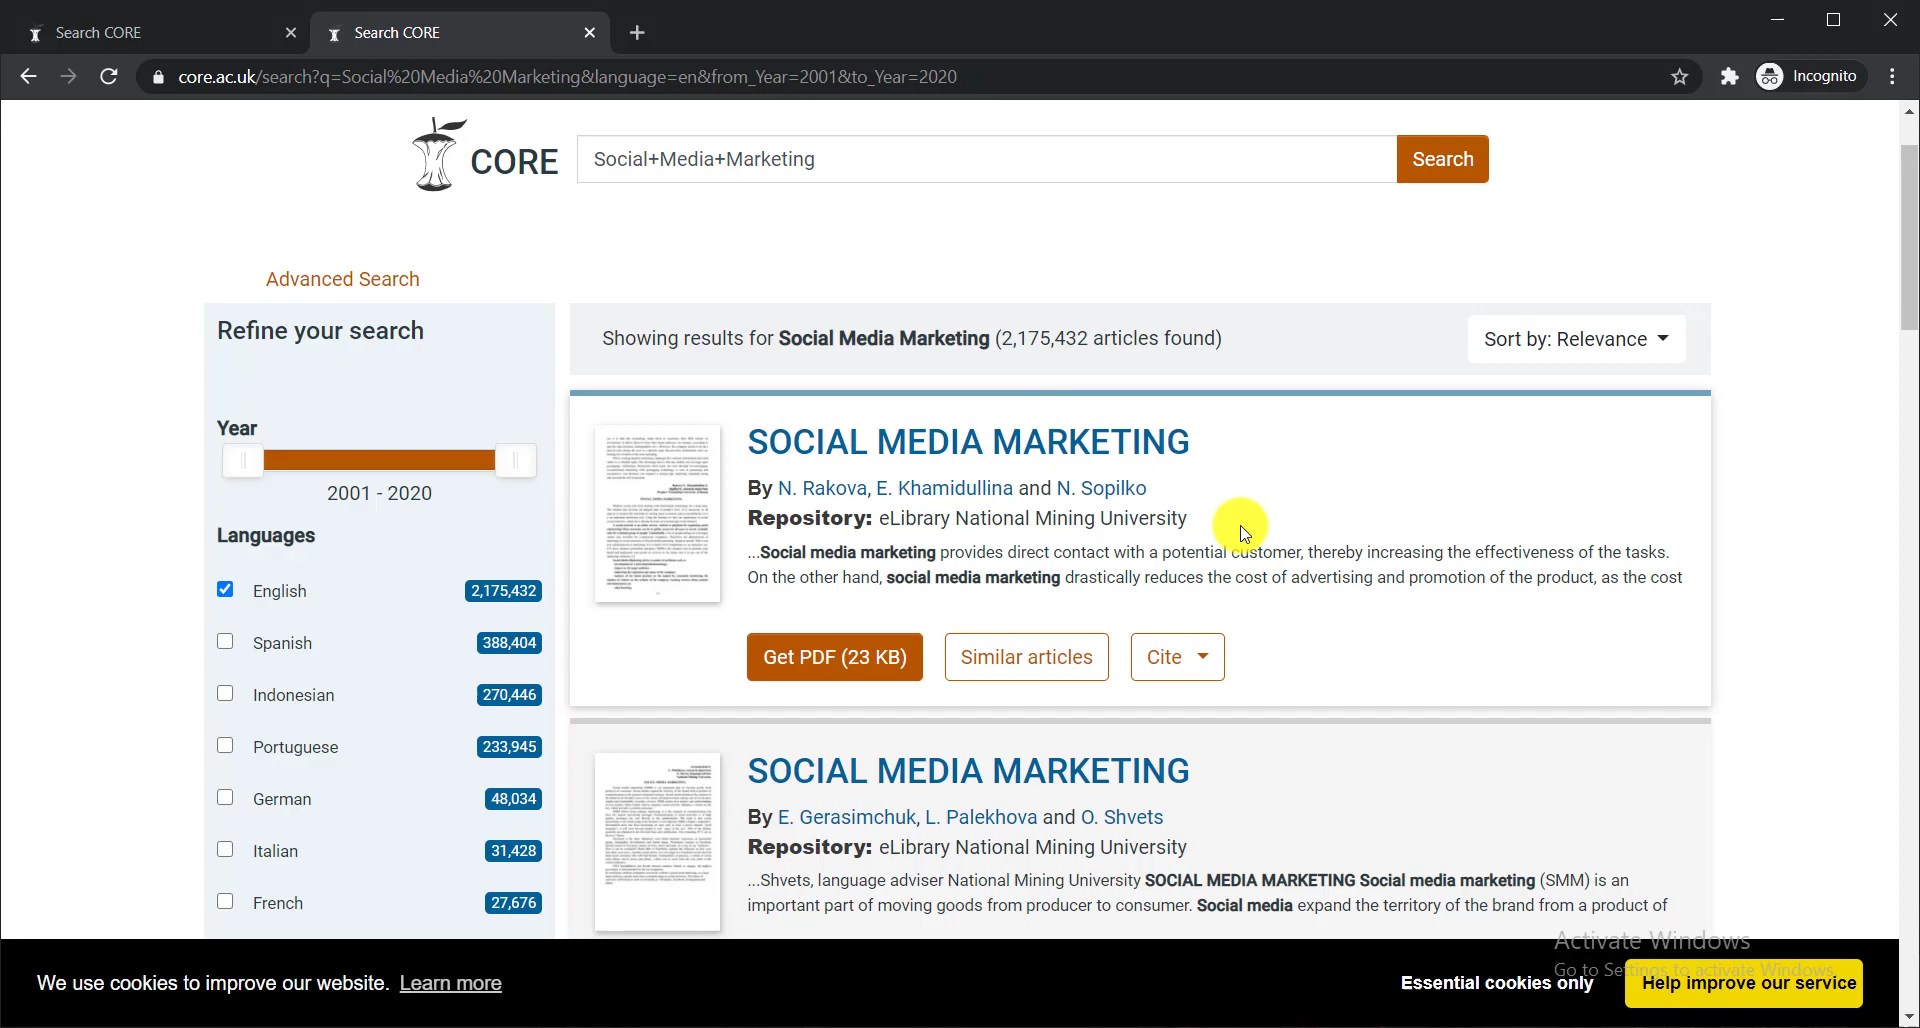 Search CORE
Search CORE
core.ac.uk/search?q=Social%20Media%20Marketing&language=en&from_Year=2001&to_Year=2020
Incognito
CORE
Social+Media+Marketing
Search
Advanced Search
Refine your search
Year
2001 - 2020
Languages
English 2,175,432
Spanish 388,404
Indonesian 270,446
Portuguese 233,945
German 48,034
Italian 31,428
French 27,676
Showing results for Social Media Marketing (2,175,432 articles found)
Sort by: Relevance
SOCIAL MEDIA MARKETING
By N. Rakova, E. Khamidullina and N. Sopilko
Repository: eLibrary National Mining University
...Social media marketing provides direct contact with a potential customer, thereby increasing the effectiveness of the tasks.
On the other hand, social media marketing drastically reduces the cost of advertising and promotion of the product, as the cost
Get PDF (23 KB)
Similar articles
Cite
SOCIAL MEDIA MARKETING
By E. Gerasimchuk, L. Palekhova and O. Shvets
Repository: eLibrary National Mining University
...Shvets, language adviser National Mining University SOCIAL MEDIA MARKETING Social media marketing (SMM) is an
important part of moving goods from producer to consumer. Social media expand the territory of the brand from a product of
We use cookies to improve our website. Learn more
Essential cookies only
Help improve our service
Activate Windows
Go to Settings to activate Windows.